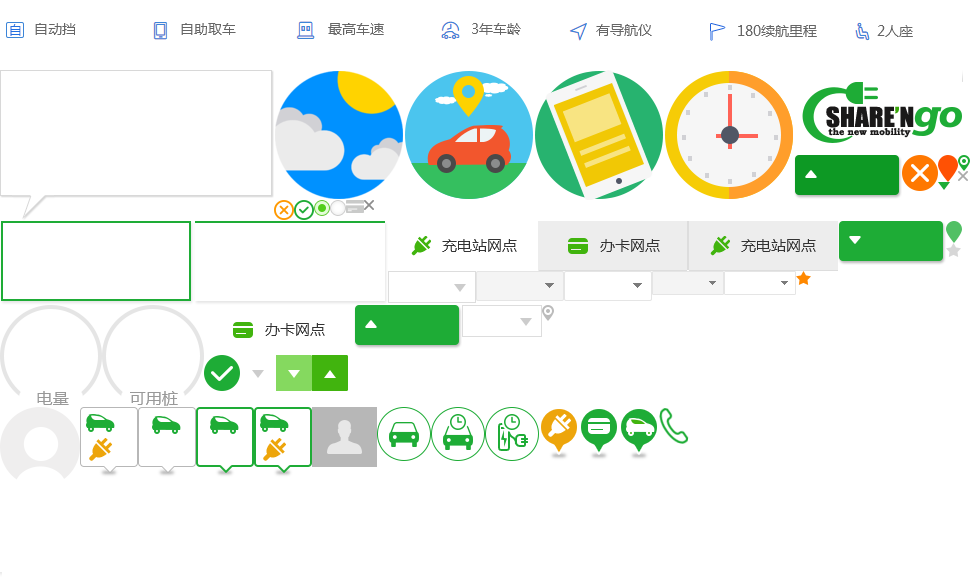 自动挡 自助取车 最高车速 3年车龄 有导航仪 180续航里程 2人座
SHARE'NGO
the new mobility
充电站网点 办卡网点 充电站网点
办卡网点
电量 可用桩